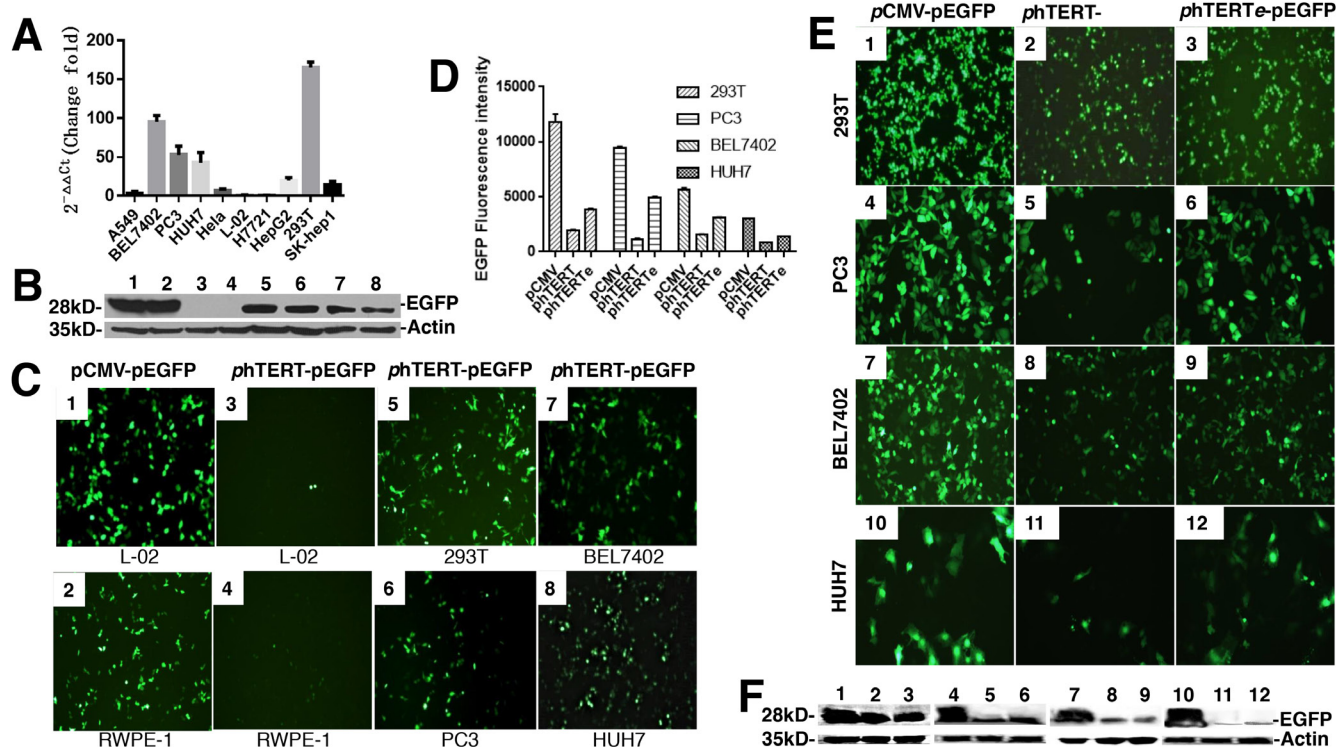 A
2⁻ΔΔCt(Change fold)
200
150
100
50
0
A549
BEL7402
PC3
HUH7
Hela
L-02
H7721
HepG2
293T
SK-hep1
B
1 2 3 4 5 6 7 8
28kD- -EGFP
35kD- -Actin
C
pCMV-pEGFP phTERT-pEGFP phTERT-pEGFP phTERT-pEGFP
1 3 5 7
L-02 L-02 293T BEL7402
2 4 6 8
RWPE-1 RWPE-1 PC3 HUH7
D
EGFP Fluorescence intensity
15000
10000
5000
0
293T
PC3
BEL7402
HUH7
pCMV
phTERT
phTERTe
pCMV
phTERT
phTERTe
pCMV
phTERT
phTERTe
pCMV
phTERT
phTERTe
E
pCMV-pEGFP phTERT- phTERTe-pEGFP
293T
1 2 3
PC3
4 5 6
BEL7402
7 8 9
HUH7
10 11 12
F
1 2 3 4 5 6 7 8 9 10 11 12
28kD- -EGFP
35kD- -Actin